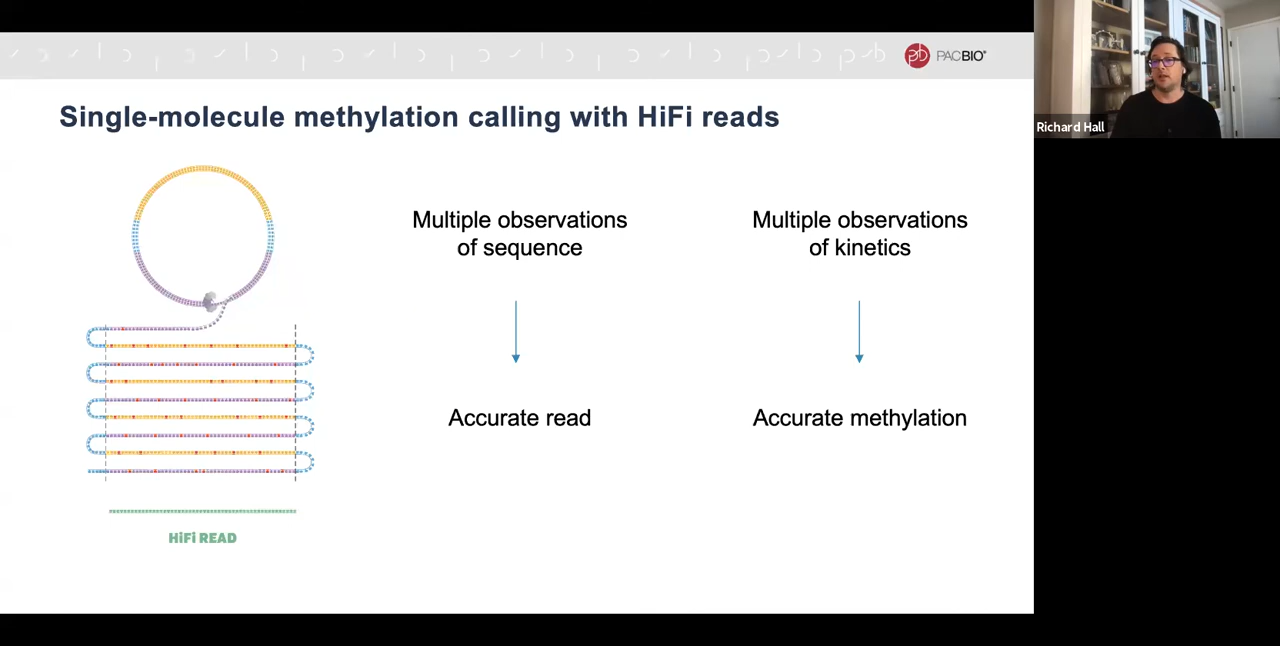 PACBIO®
Single-molecule methylation calling with HiFi reads
Richard Hall
Multiple observations
of sequence
Multiple observations
of kinetics
Accurate read
Accurate methylation
HiFi READ